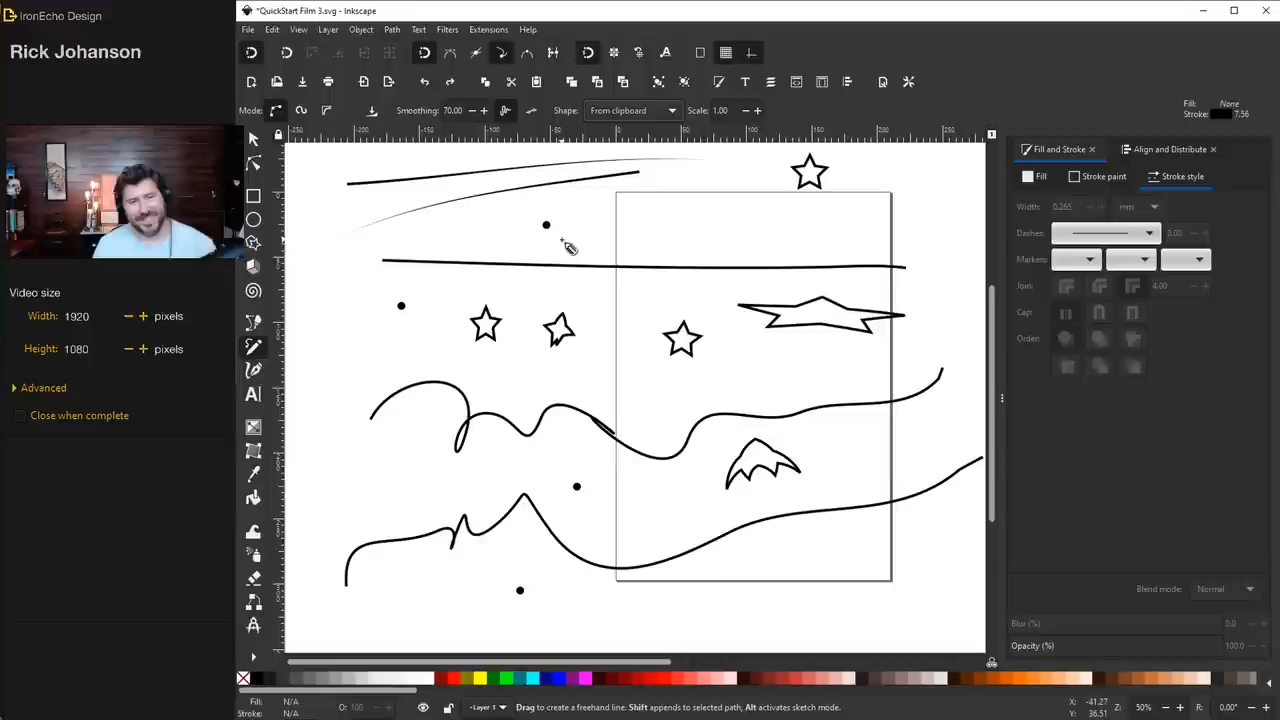 IronEcho Design
Rick Johanson
Video size
Width: 1920 pixels
Height: 1080 pixels
Advanced
Close when complete
*QuickStart Film 3.svg - Inkscape
File Edit View Layer Object Path Text Filters Extensions Help
Mode: Smoothing: 70.00 Shape: From clipboard Scale: 1.00
Fill: None
Stroke: 7.56
Fill and Stroke Align and Distribute
Fill Stroke paint Stroke style
Width: 0.265 mm
Dashes: 0.00
Markers:
Join: 4.00
Cap:
Order:
Blend mode: Normal
Blur (%) 0.0
Opacity (%) 100.0
Fill: N/A
Stroke: N/A
O: 100
Layer 1
Drag to create a freehand line. Shift appends to selected path, Alt activates sketch mode.
X: -41.27
Y: 36.51
Z: 50%
R: 0.00°